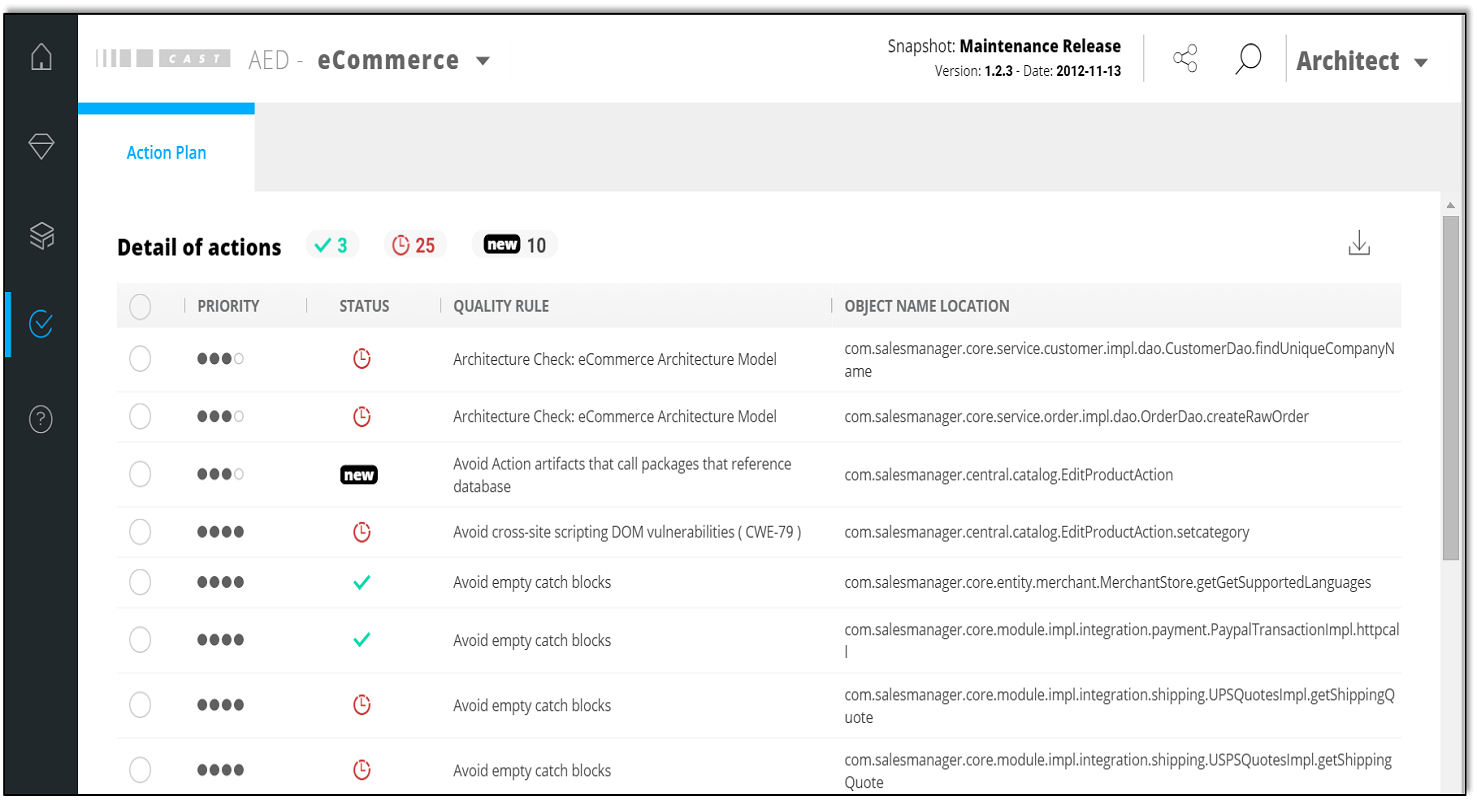 CAST AED - eCommerce
Snapshot: Maintenance Release
Version: 1.2.3 - Date: 2012-11-13
Architect
Action Plan
Detail of actions 3 25 new 10
PRIORITY STATUS QUALITY RULE OBJECT NAME LOCATION
Architecture Check: eCommerce Architecture Model
com.salesmanager.core.service.customer.impl.dao.CustomerDao.findUniqueCompanyN
ame
Architecture Check: eCommerce Architecture Model
com.salesmanager.core.service.order.impl.dao.OrderDao.createRawOrder
new
Avoid Action artifacts that call packages that reference
database
com.salesmanager.central.catalog.EditProductAction
Avoid cross-site scripting DOM vulnerabilities ( CWE-79 )
com.salesmanager.central.catalog.EditProductAction.setcategory
Avoid empty catch blocks
com.salesmanager.core.entity.merchant.MerchantStore.getGetSupportedLanguages
Avoid empty catch blocks
com.salesmanager.core.module.impl.integration.payment.PaypalTransactionImpl.httpcal
l
Avoid empty catch blocks
com.salesmanager.core.module.impl.integration.shipping.UPSQuotesImpl.getShippingQ
uote
Avoid empty catch blocks
com.salesmanager.core.module.impl.integration.shipping.USPSQuotesImpl.getShipping
Quote
?